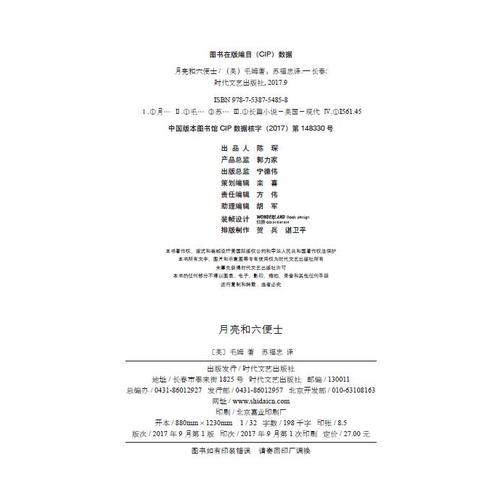 图书在版编目（CIP）数据
月亮和六便士 /（英）毛姆著；苏福忠译. — 长春：
时代文艺出版社, 2017.9
ISBN 978-7-5387-5485-8
Ⅰ.①月… Ⅱ.①毛… ②苏… Ⅲ.①长篇小说－英国－现代 Ⅳ.①I561.45
中国版本图书馆 CIP 数据核字（2017）第 148330 号
出 品 人 陈 琛
产品总监 郭力家
出版总监 宁德伟
策划编辑 栾 喜
责任编辑 方 伟
助理编辑 胡 军
装帧设计 WONDERLAND Book design
排版制作 贺 兵 谌卫平
本书著作权、版式和装帧设计受国际版权公约和中华人民共和国著作权法保护
本书所有文字、图片和示意图等专有使用权为时代文艺出版社所有
未事先获得时代文艺出版社许可
本书的任何部分不得以图表、电子、影印、缩拍、录音和其他任何手段
进行复制和转载，违者必究
月亮和六便士
〔英〕毛姆 著 苏福忠 译
出版发行 / 时代文艺出版社
地址 / 长春市泰来街 1825 号 时代文艺出版社 邮编 / 130011
总编办 / 0431-86012927 发行部 / 0431-86012957 北京开发部 / 010-63108163
网址 / www.shidaicn.com
印刷 / 北京嘉业印刷厂
开本 / 880mm × 1230mm 1 / 32 字数 / 198 千字 印张 / 8.5
版次 / 2017 年 9 月第 1 版 印次 / 2017 年 9 月第 1 次印刷 定价 / 27.00 元
图书如有印装错误 请寄回印厂调换